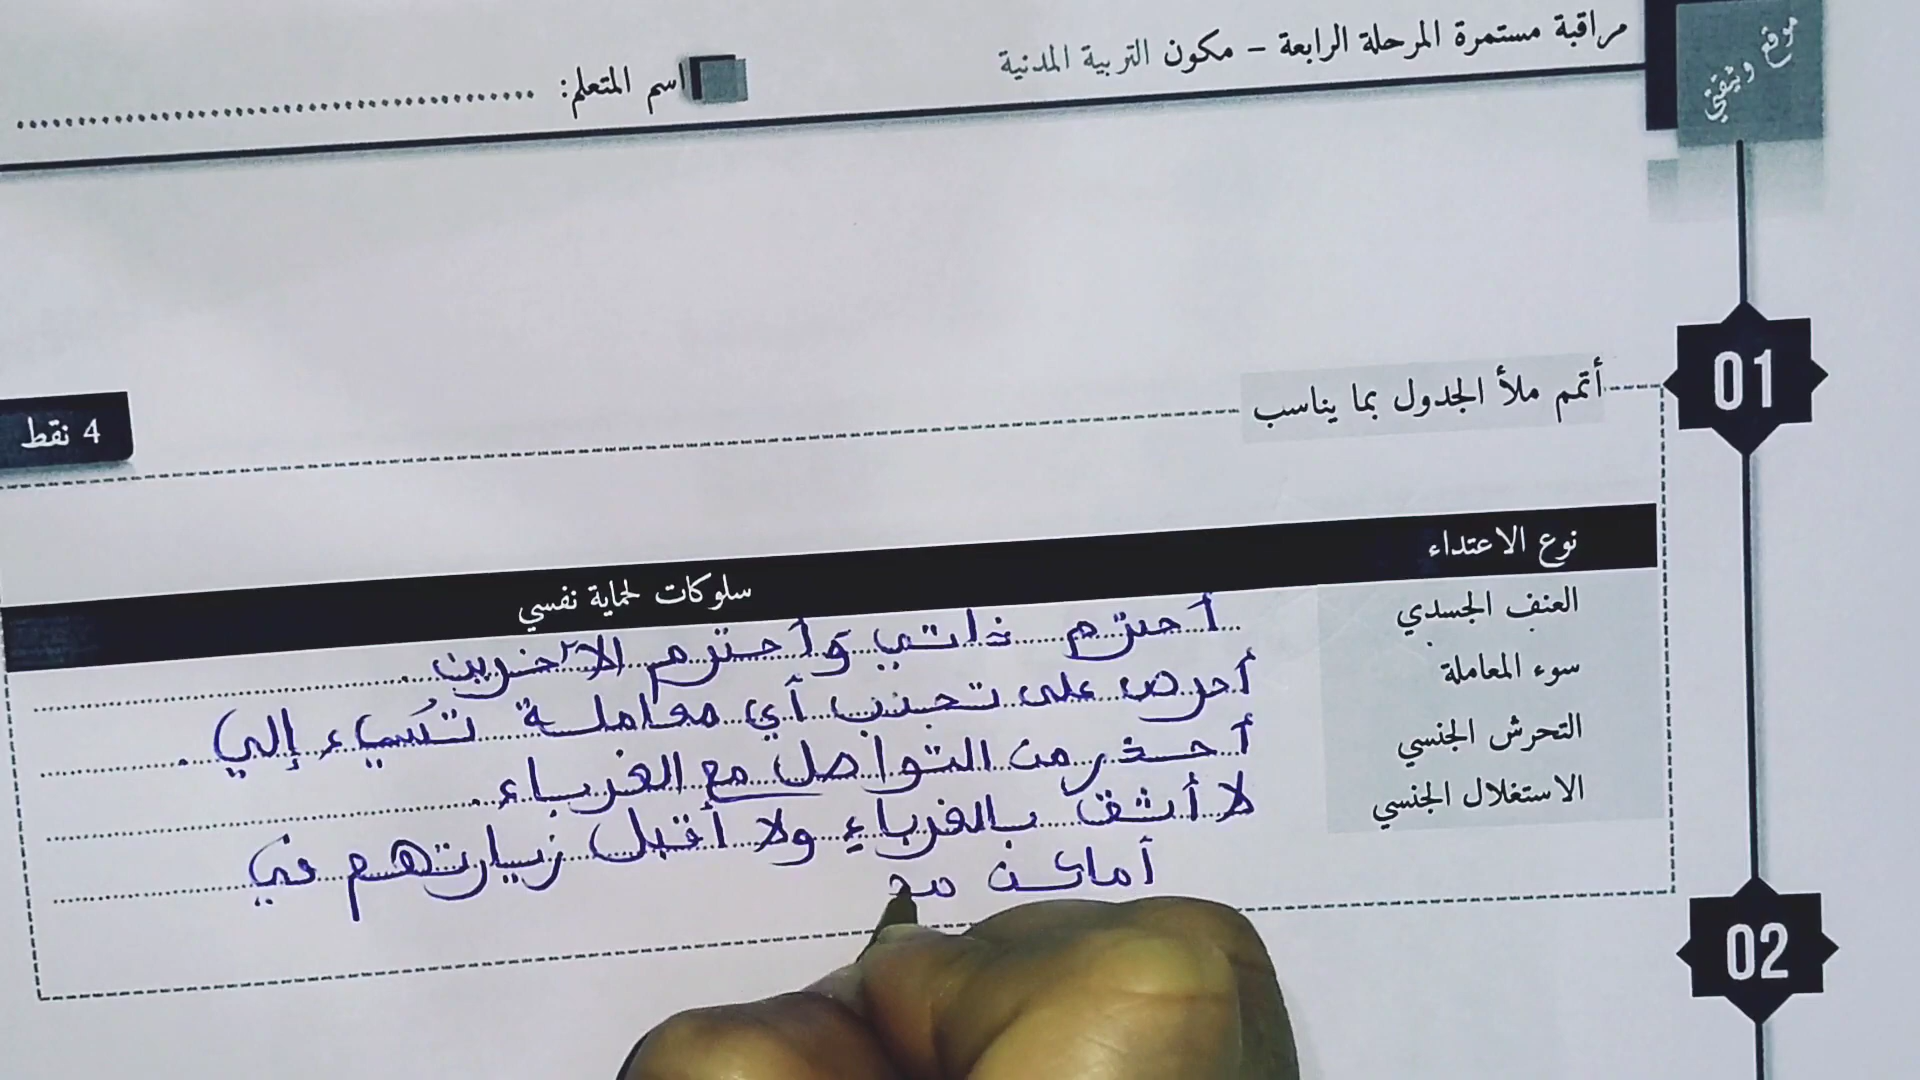 مراقبة مستمرة المرحلة الرابعة – مكون التربية المدنية
اسم المتعلم: ........................................
موقع وثيقتي
01
أتمم ملأ الجدول بما يناسب
4 نقط
نوع الاعتداء
سلوكات لحماية نفسي
العنف الجسدي
أحترم ذاتي وأحترم الآخرين.
سوء المعاملة
أحرص على تجنب أي معاملة تسيء إلي.
التحرش الجنسي
أحذر من التواصل مع الغرباء.
الاستغلال الجنسي
لا أثق بالغرباء ولا أقبل زيارتهم في
أماكن
02